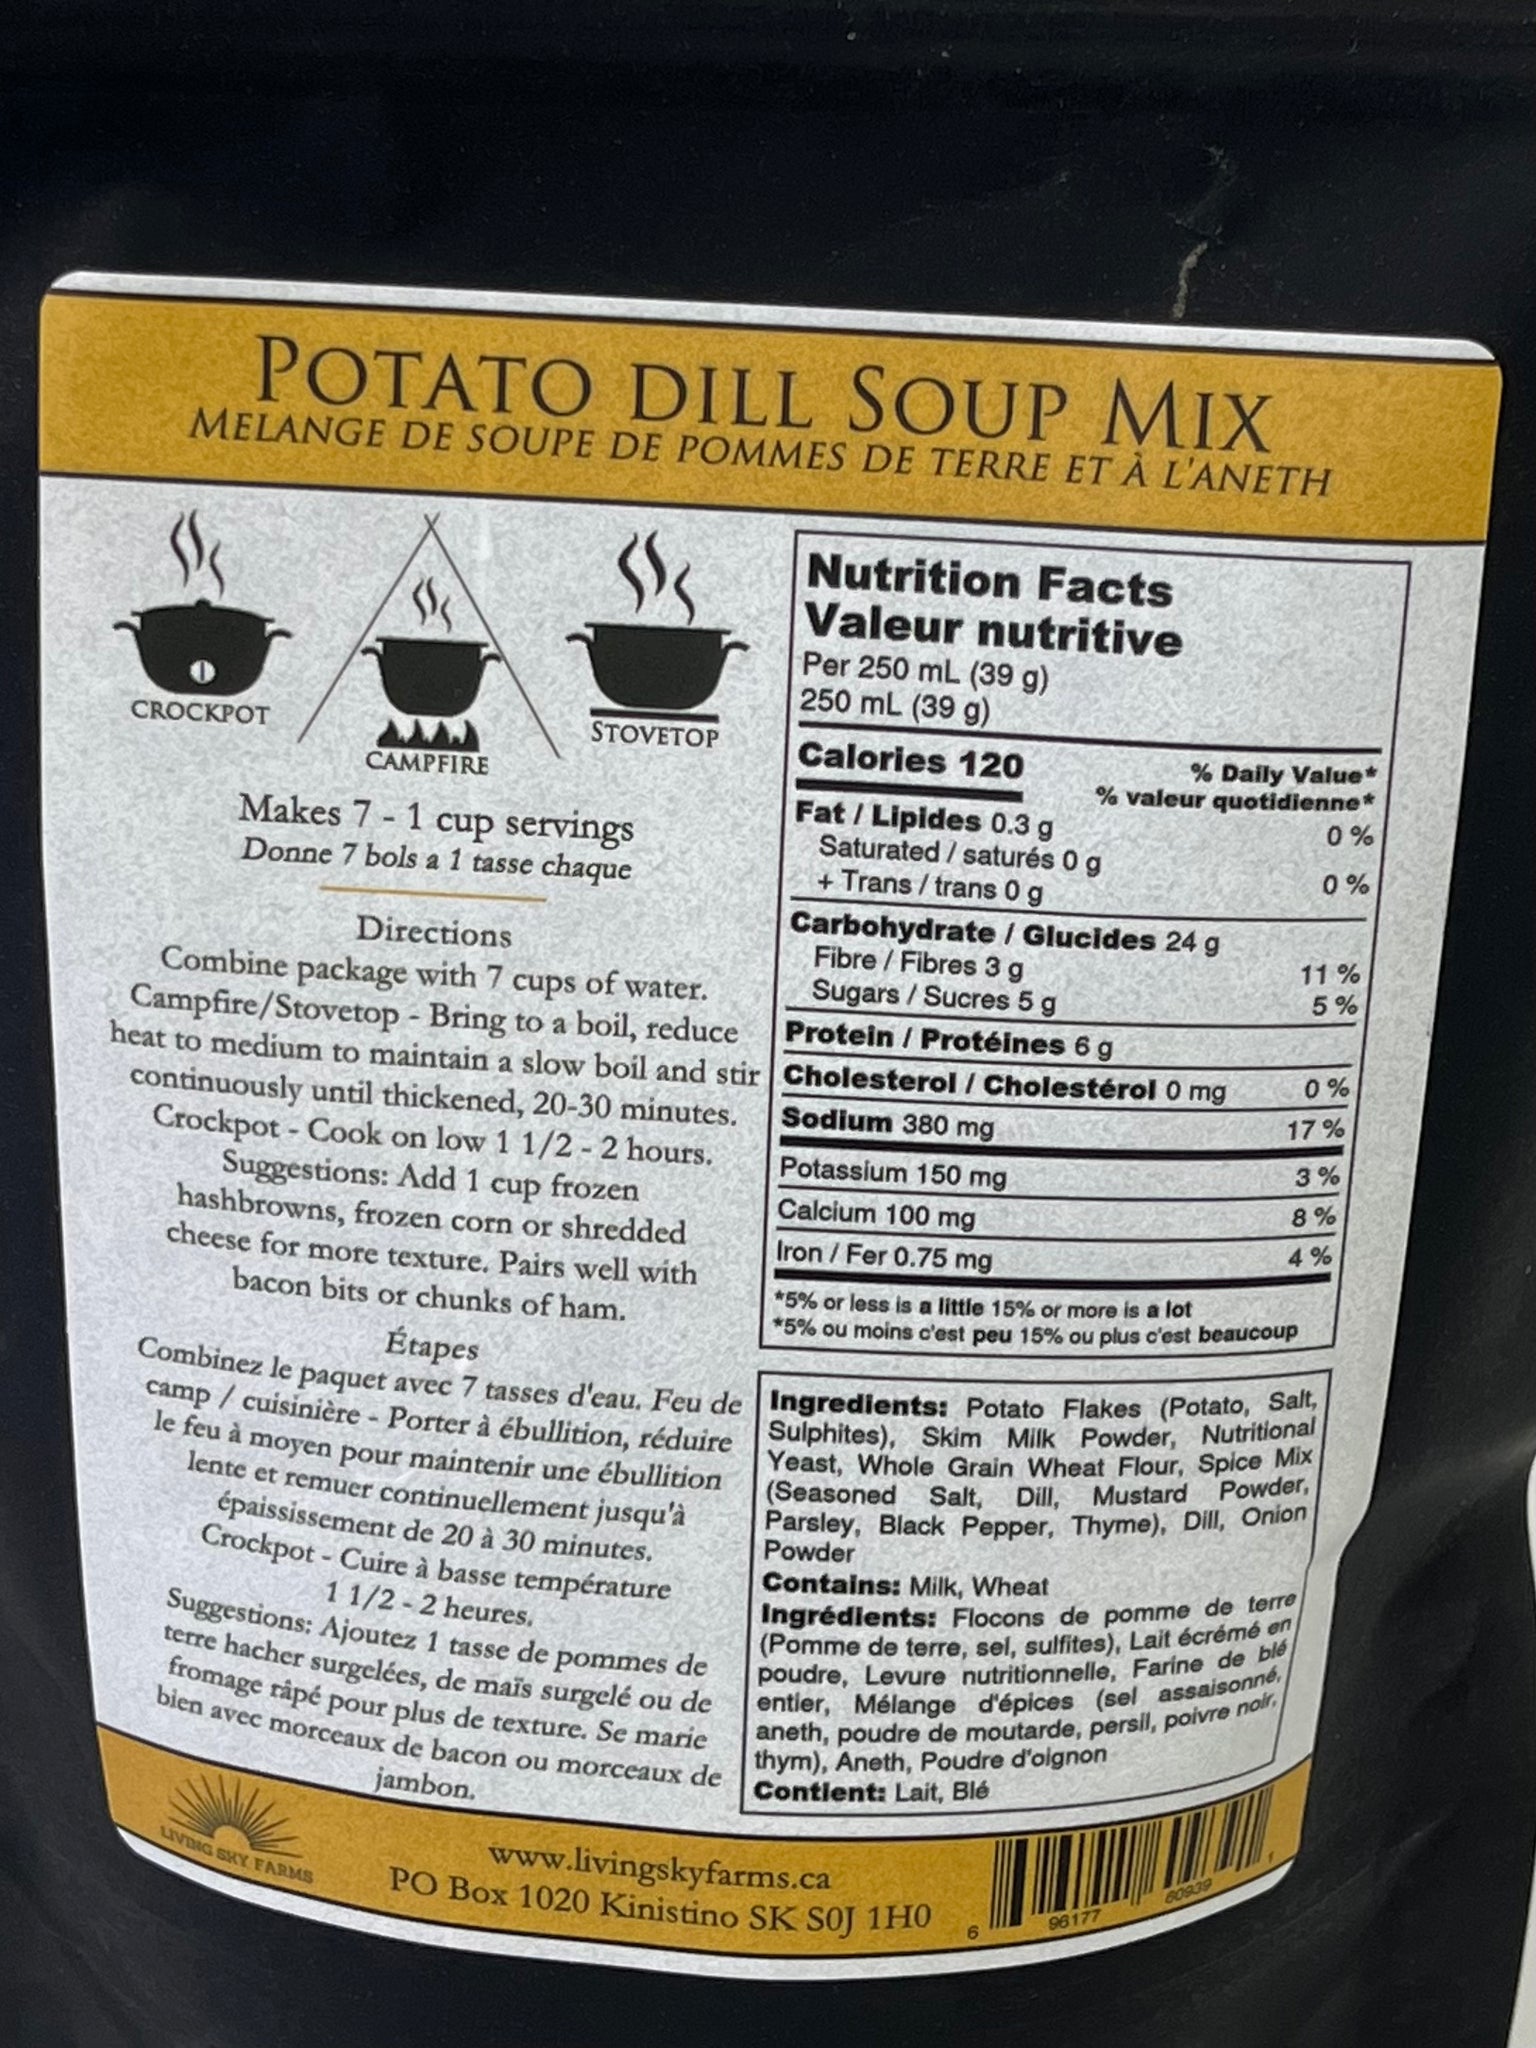 POTATO DILL SOUP MIX
MELANGE DE SOUPE DE POMMES DE TERRE ET À L'ANETH
CROCKPOT
CAMPFIRE
STOVETOP
Makes 7 - 1 cup servings
Donne 7 bols a 1 tasse chaque
Directions
Combine package with 7 cups of water.
Campfire/Stovetop - Bring to a boil, reduce
heat to medium to maintain a slow boil and stir
continuously until thickened, 20-30 minutes.
Crockpot - Cook on low 1 1/2 - 2 hours.
Suggestions: Add 1 cup frozen
hashbrowns, frozen corn or shredded
cheese for more texture. Pairs well with
bacon bits or chunks of ham.
Étapes
Combinez le paquet avec 7 tasses d'eau. Feu de
camp / cuisinière - Porter à ébullition, réduire
le feu à moyen pour maintenir une ébullition
lente et remuer continuellement jusqu'à
épaississement de 20 à 30 minutes.
Crockpot - Cuire à basse température
1 1/2 - 2 heures.
Suggestions: Ajoutez 1 tasse de pommes de
terre hacher surgelées, de maïs surgelé ou de
fromage râpé pour plus de texture. Se marie
bien avec morceaux de bacon ou morceaux de
jambon.
Nutrition Facts
Valeur nutritive
Per 250 mL (39 g)
250 mL (39 g)
Calories 120
% Daily Value*
% valeur quotidienne*
Fat / Lipides 0.3 g 0 %
Saturated / saturés 0 g
+ Trans / trans 0 g 0 %
Carbohydrate / Glucides 24 g
Fibre / Fibres 3 g 11 %
Sugars / Sucres 5 g 5 %
Protein / Protéines 6 g
Cholesterol / Cholestérol 0 mg 0 %
Sodium 380 mg 17 %
Potassium 150 mg 3 %
Calcium 100 mg 8 %
Iron / Fer 0.75 mg 4 %
*5% or less is a little 15% or more is a lot
*5% ou moins c'est peu 15% ou plus c'est beaucoup
Ingredients: Potato Flakes (Potato, Salt,
Sulphites), Skim Milk Powder, Nutritional
Yeast, Whole Grain Wheat Flour, Spice Mix
(Seasoned Salt, Dill, Mustard Powder,
Parsley, Black Pepper, Thyme), Dill, Onion
Powder
Contains: Milk, Wheat
Ingrédients: Flocons de pomme de terre
(Pomme de terre, sel, sulfites), Lait écrémé en
poudre, Levure nutritionnelle, Farine de blé
entier, Mélange d'épices (sel assaisonné,
aneth, poudre de moutarde, persil, poivre noir,
thym), Aneth, Poudre d'oignon
Contient: Lait, Blé
LIVING SKY FARMS
www.livingskyfarms.ca
PO Box 1020 Kinistino SK S0J 1H0
6 96177 60939 1